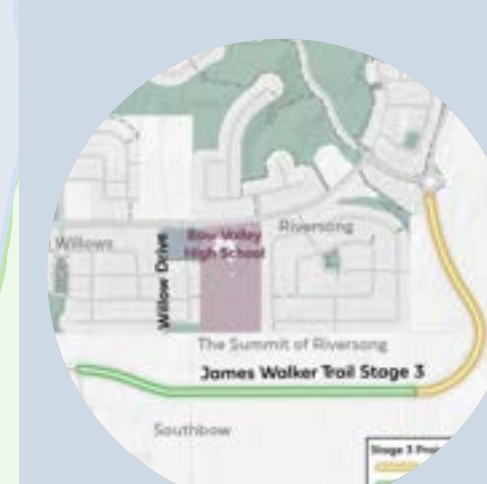 Riversong
Bow Valley
High School
Willows
Willow Drive
The Summit of Riversong
James Walker Trail Stage 3
Southbow
Stage 3